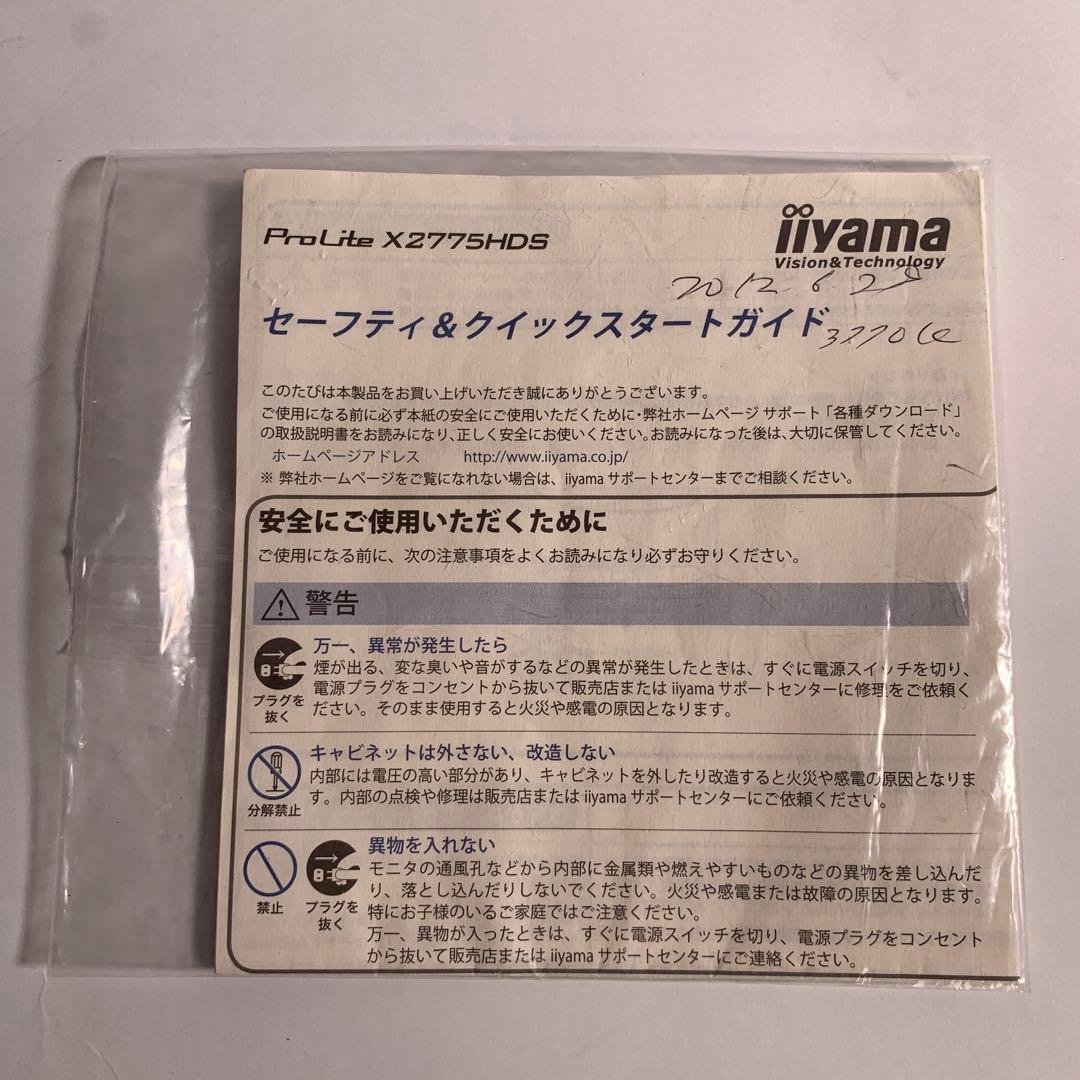 ProLite X2775HDS
iiyama
Vision&Technology
2012.6.25
セーフティ&クイックスタートガイド
このたびは本製品をお買い上げいただき誠にありがとうございます。
ご使用になる前に必ず本紙の安全にご使用いただくために・弊社ホームページ サポート「各種ダウンロード」
の取扱説明書をお読みになり、正しく安全にお使いください。お読みになった後は、大切に保管してください。
ホームページアドレス http://www.iiyama.co.jp/
※ 弊社ホームページをご覧になれない場合は、iiyama サポートセンターまでご相談ください。
安全にご使用いただくために
ご使用になる前に、次の注意事項をよくお読みになり必ずお守りください。
警告
万一、異常が発生したら
煙が出る、変な臭いや音がするなどの異常が発生したときは、すぐに電源スイッチを切り、
電源プラグをコンセントから抜いて販売店または iiyama サポートセンターに修理をご依頼く
ださい。そのまま使用すると火災や感電の原因となります。
プラグを
抜く
キャビネットは外さない、改造しない
内部には電圧の高い部分があり、キャビネットを外したり改造すると火災や感電の原因となりま
す。内部の点検や修理は販売店または iiyama サポートセンターにご依頼ください。
分解禁止
異物を入れない
モニタの通風孔などから内部に金属類や燃えやすいものなどの異物を差し込んだ
り、落とし込んだりしないでください。火災や感電または故障の原因となります。
特にお子様のいるご家庭ではご注意ください。
万一、異物が入ったときは、すぐに電源スイッチを切り、電源プラグをコンセント
から抜いて販売店または iiyama サポートセンターにご連絡ください。
禁止
プラグを
抜く